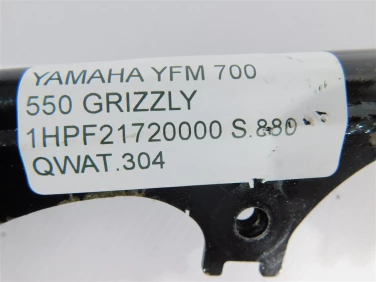 YAMAHA YFM 700
550 GRIZZLY
1HPF21720000 S.880
QWAT.304